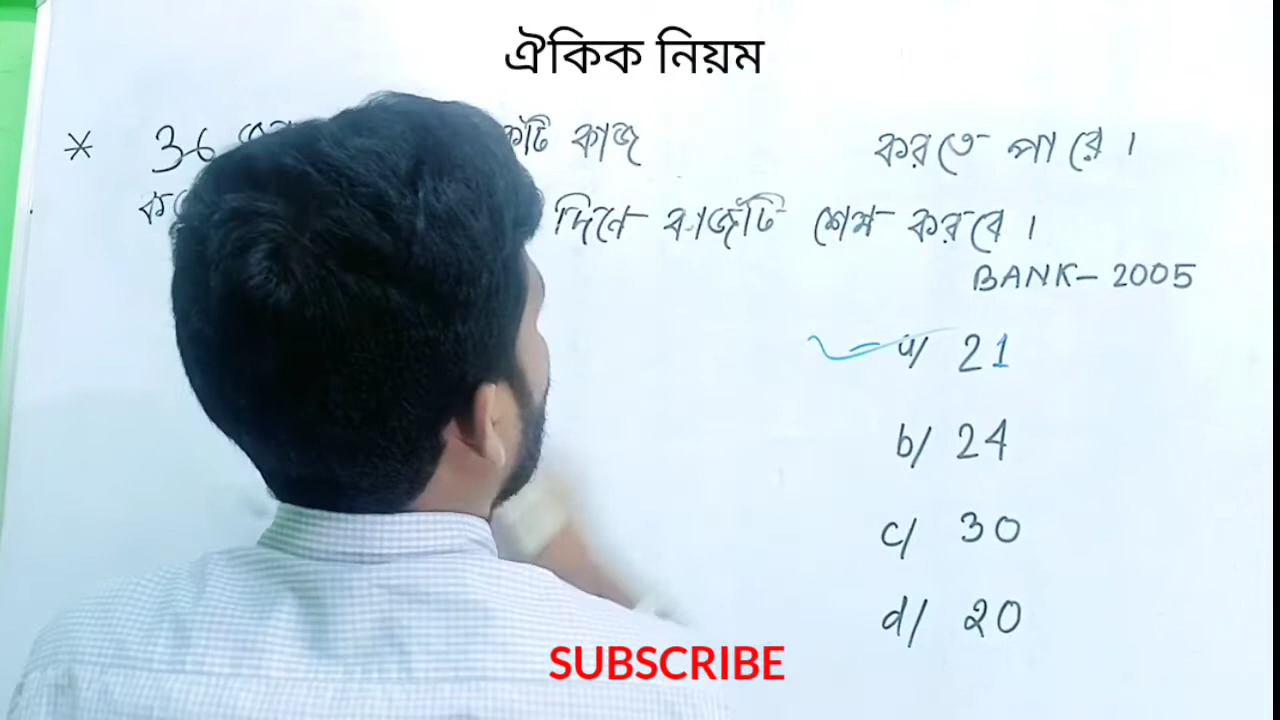 ঐকিক নিয়ম
* 36 কাজ করতে পারে ।
দিনে কাজটি শেষ করবে ।
BANK - 2005
a/ 21
b/ 24
c/ 30
d/ 20
SUBSCRIBE